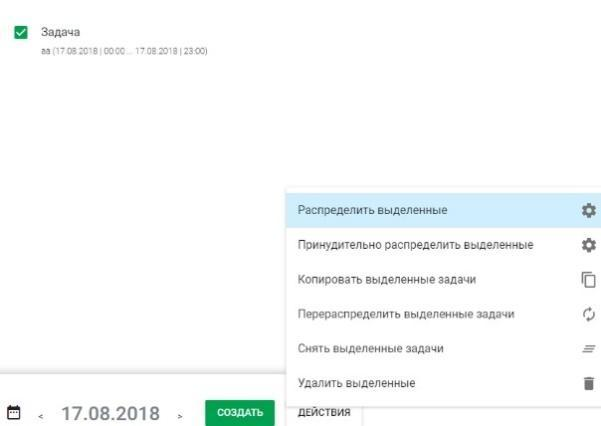 Задача
аа (17.08.2018 | 00:00 ... 17.08.2018 | 23:00)
Распределить выделенные
Принудительно распределить выделенные
Копировать выделенные задачи
Перераспределить выделенные задачи
Снять выделенные задачи
Удалить выделенные
< 17.08.2018 > СОЗДАТЬ ДЕЙСТВИЯ